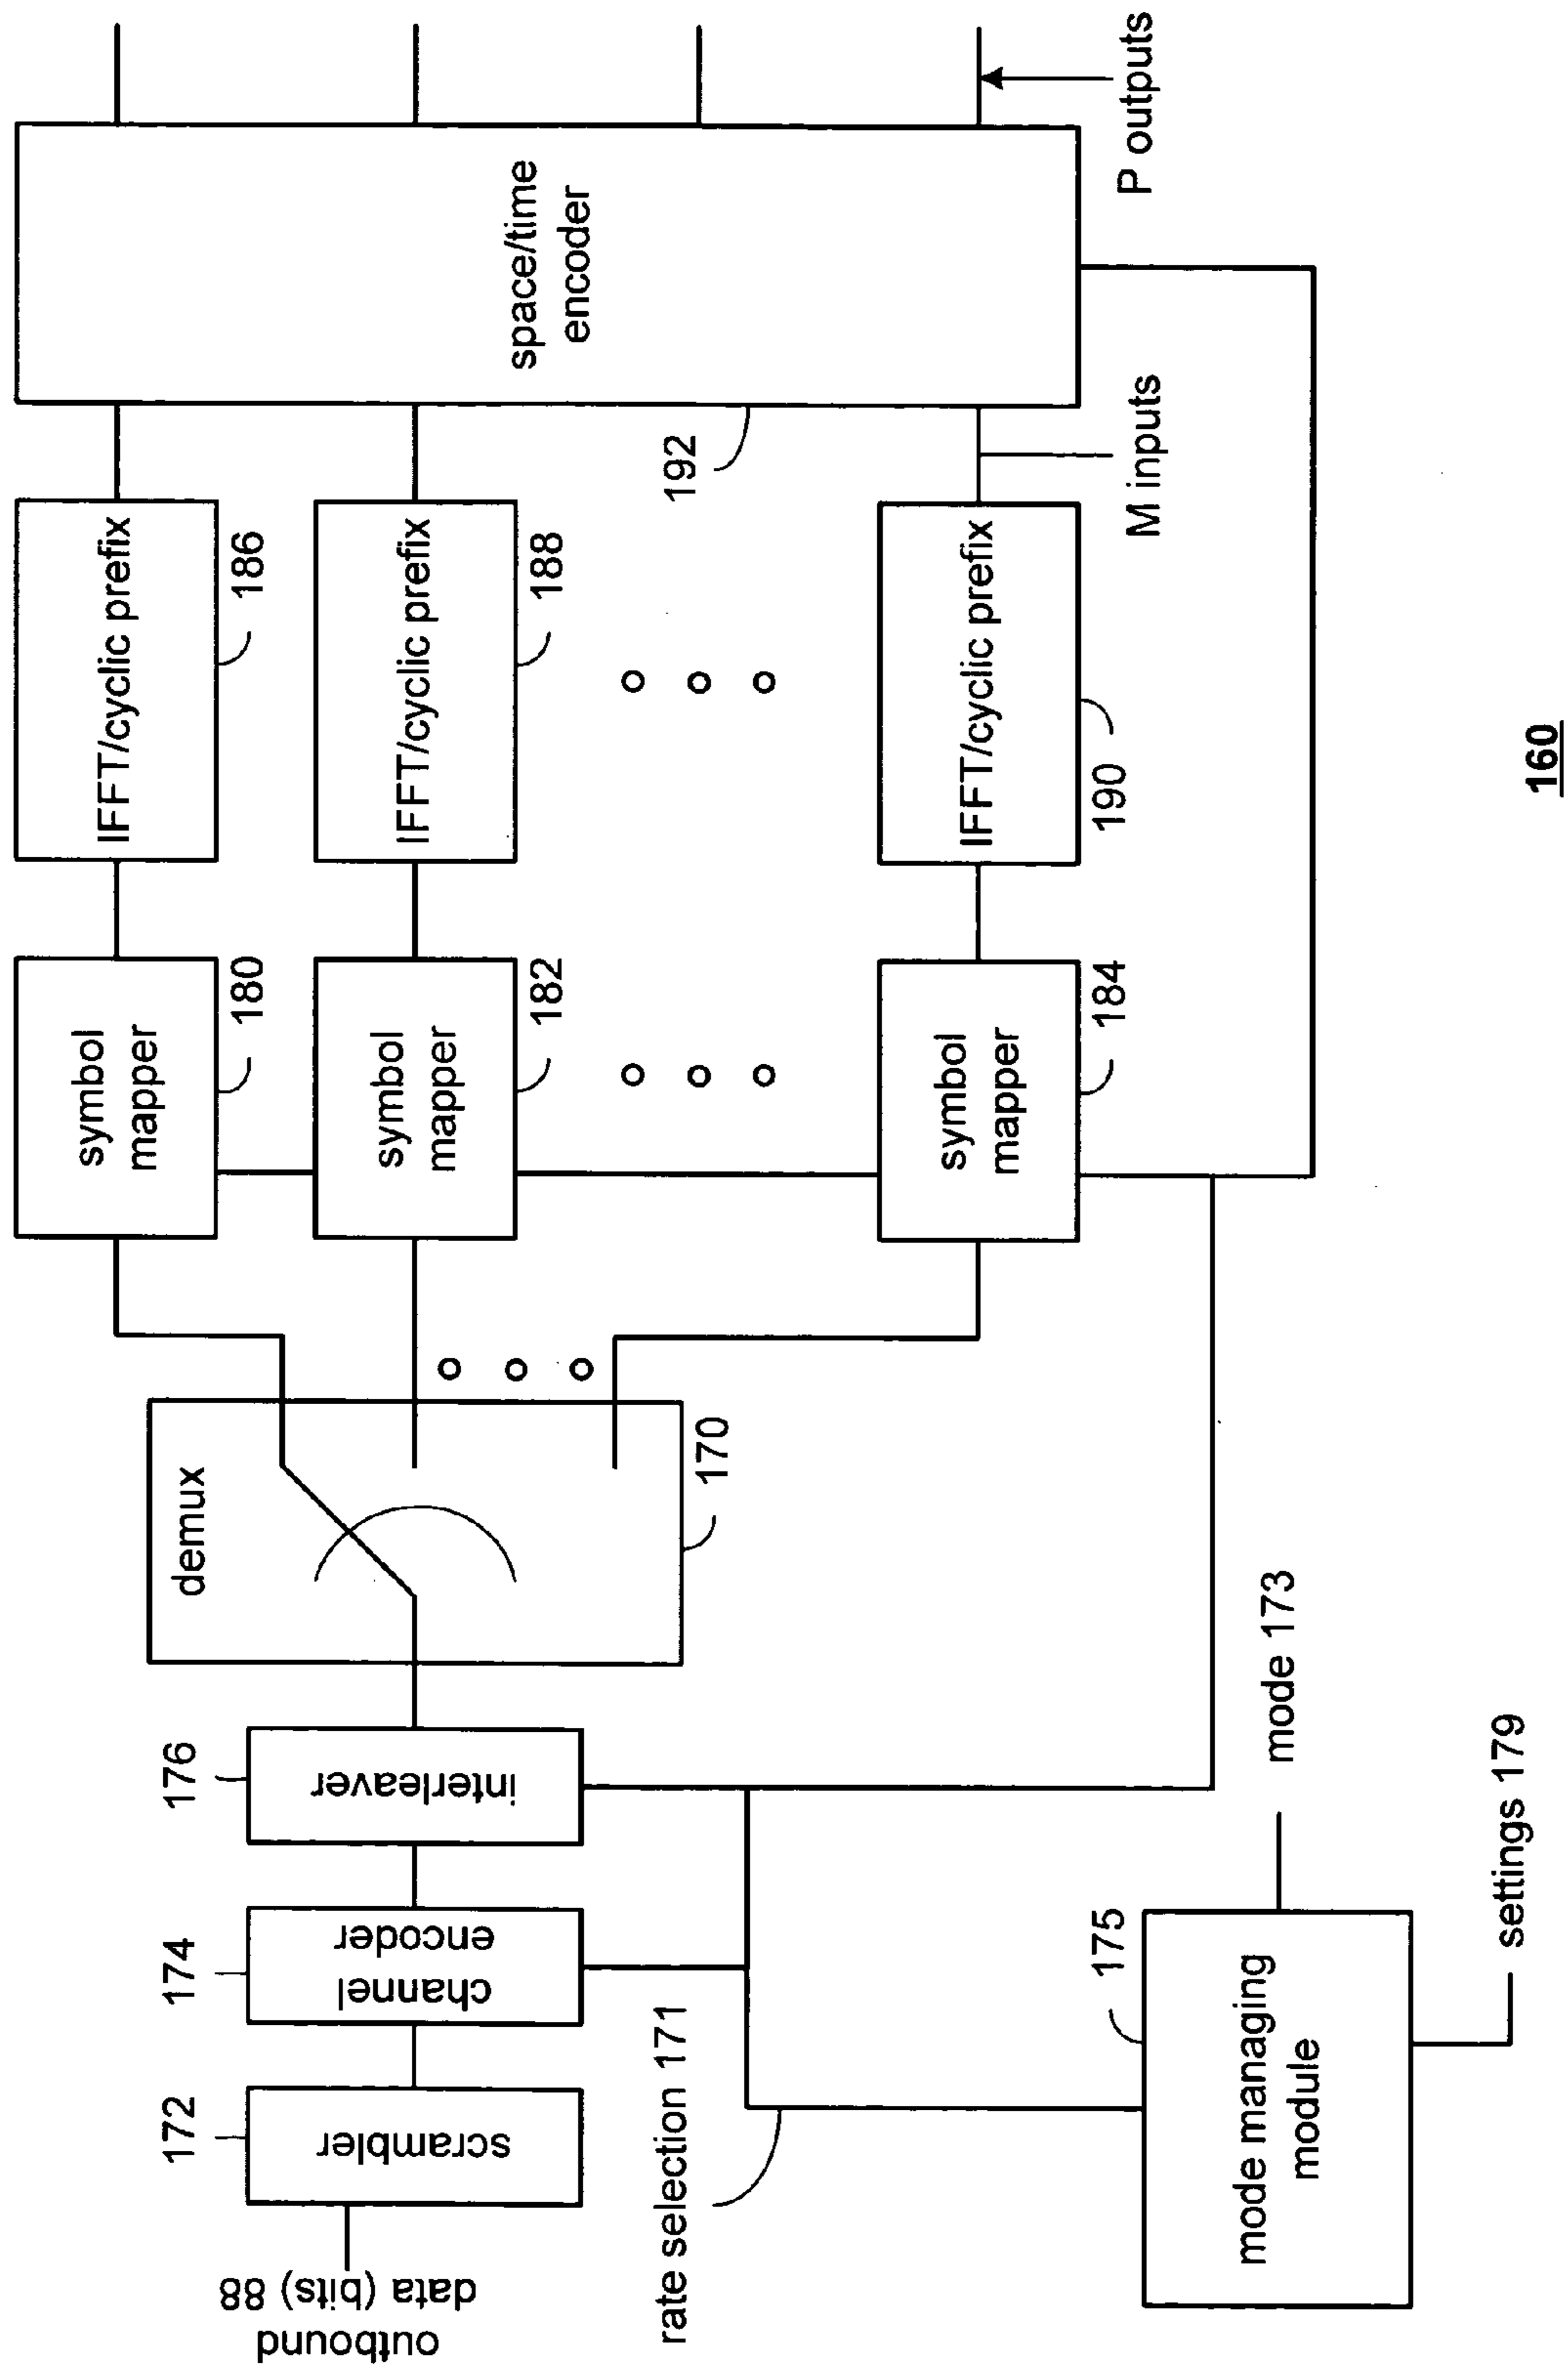 outbound
data (bits) 88
172
scrambler
174
channel
encoder
176
interleaver
demux
170
symbol
mapper
180
symbol
mapper
182
symbol
mapper
184
IFFT/cyclic prefix
186
IFFT/cyclic prefix
188
IFFT/cyclic prefix
190
192
space/time
encoder
M inputs
P outputs
rate selection 171
175
mode managing
module
mode 173
settings 179
160